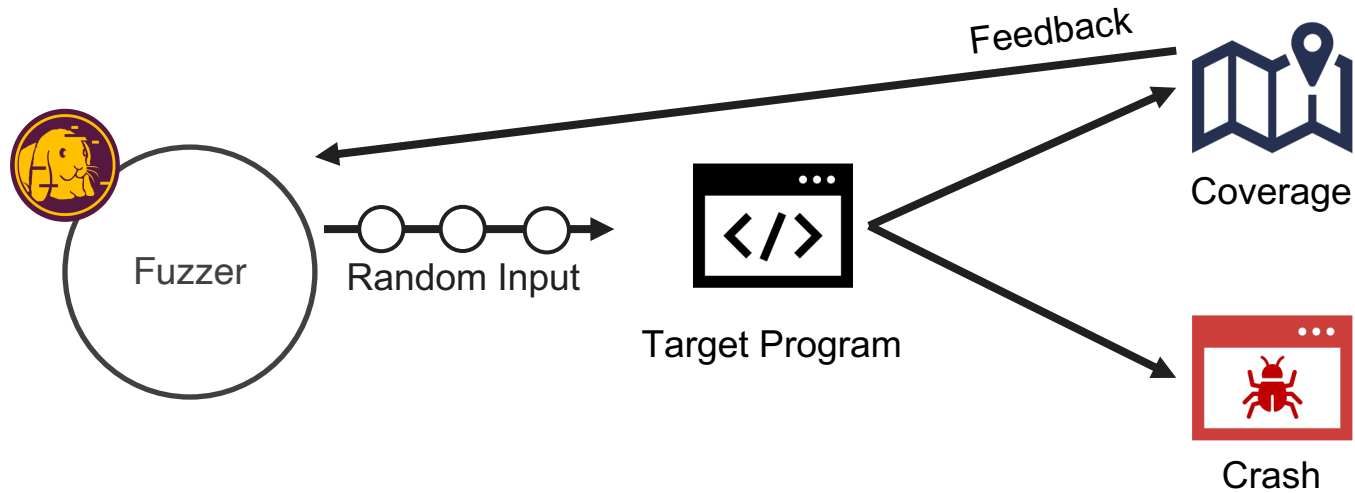 Feedback
Coverage
Fuzzer
Random Input
Target Program
Crash